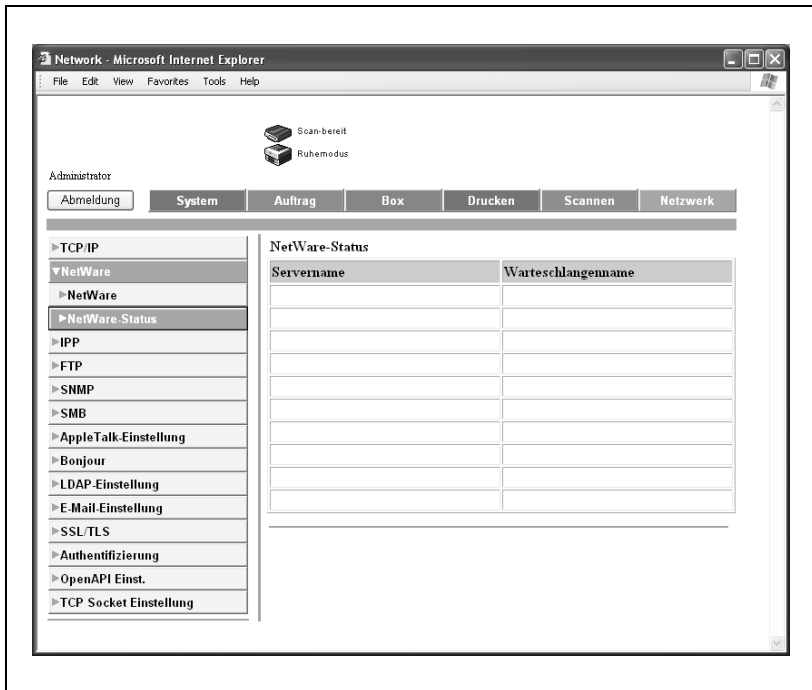 Network - Microsoft Internet Explorer
File Edit View Favorites Tools Help
Scan-bereit
Ruhemodus
Administrator
Abmeldung System Auftrag Box Drucken Scannen Netzwerk
TCP/IP
NetWare
NetWare
NetWare-Status
IPP
FTP
SNMP
SMB
AppleTalk-Einstellung
Bonjour
LDAP-Einstellung
E-Mail-Einstellung
SSL/TLS
Authentifizierung
OpenAPI Einst.
TCP Socket Einstellung
NetWare-Status
Servername Warteschlangenname